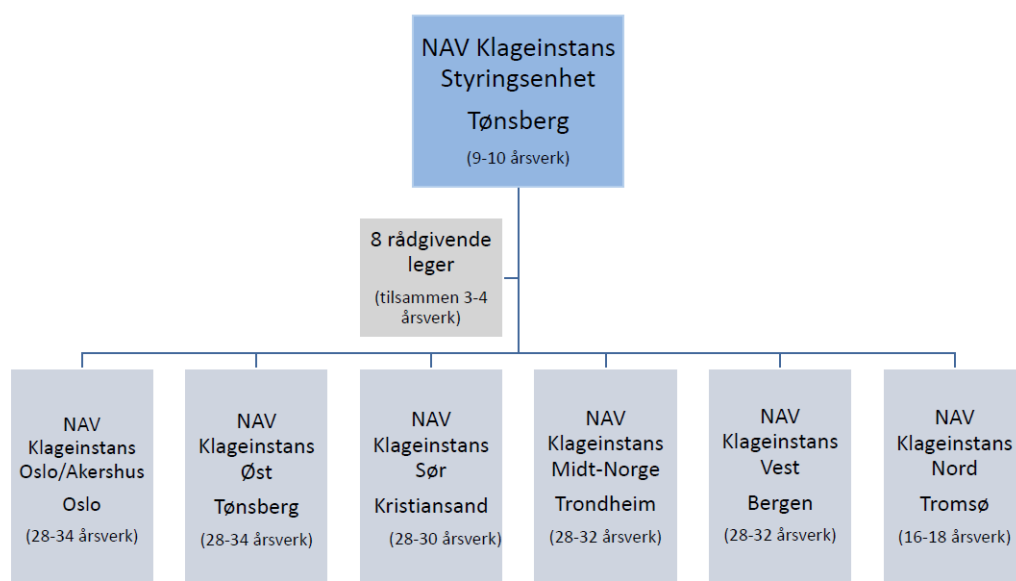 NAV Klageinstans
Styringsenhet
Tønsberg
(9-10 årsverk)
8 rådgivende
leger
(tilsammen 3-4
årsverk)
NAV
Klageinstans
Oslo/Akershus
Oslo
(28-34 årsverk)
NAV
Klageinstans
Øst
Tønsberg
(28-34 årsverk)
NAV
Klageinstans
Sør
Kristiansand
(28-30 årsverk)
NAV
Klageinstans
Midt-Norge
Trondheim
(28-32 årsverk)
NAV
Klageinstans
Vest
Bergen
(28-32 årsverk)
NAV
Klageinstans
Nord
Tromsø
(16-18 årsverk)